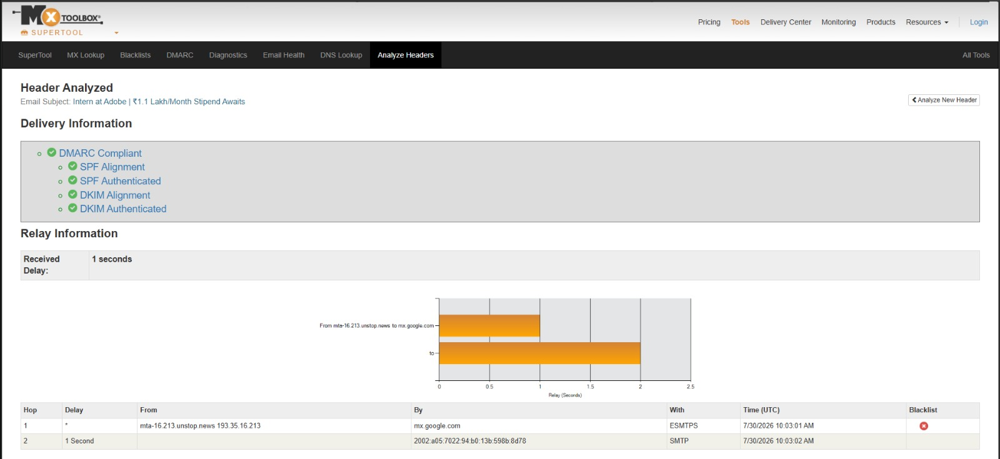 MX TOOLBOX®
SUPERTOOL
Pricing Tools Delivery Center Monitoring Products Resources Login
SuperTool MX Lookup Blacklists DMARC Diagnostics Email Health DNS Lookup Analyze Headers All Tools
Header Analyzed
Email Subject: Intern at Adobe | ₹1.1 Lakh/Month Stipend Awaits
Analyze New Header
Delivery Information
DMARC Compliant
SPF Alignment
SPF Authenticated
DKIM Alignment
DKIM Authenticated
Relay Information
Received Delay: 1 seconds
From mta-16.213.unstop.news to mx.google.com
to
0 0.5 1 1.5 2 2.5
Relay (Seconds)
Hop Delay From By With Time (UTC) Blacklist
1 * mta-16.213.unstop.news 193.35.16.213 mx.google.com ESMTPS 7/30/2026 10:03:01 AM
2 1 Second 2002:a05:7022:94:b0:13b:598b:8d78 SMTP 7/30/2026 10:03:02 AM